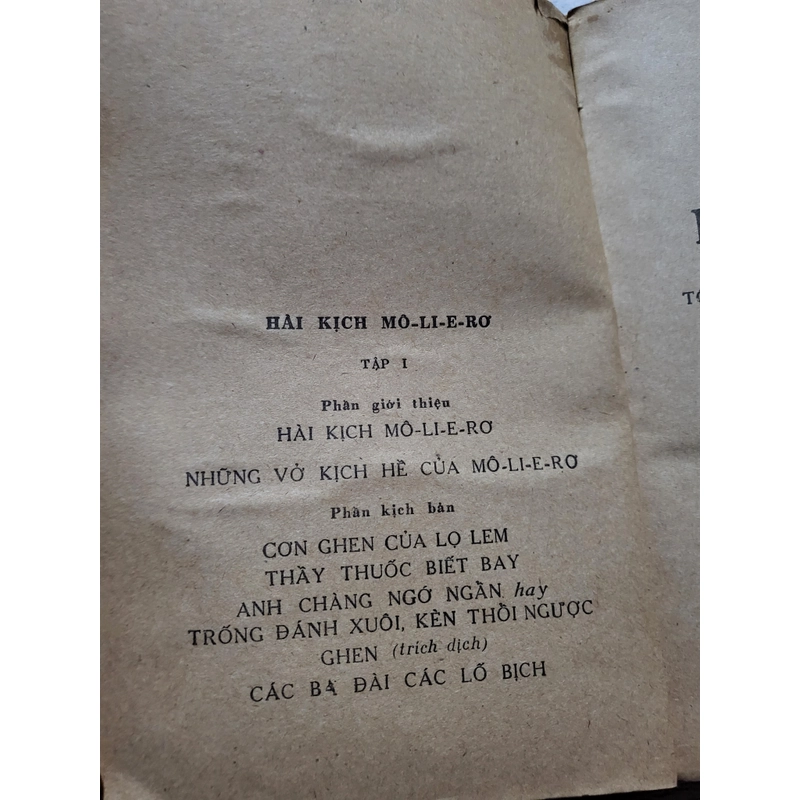 HÀI KỊCH MÔ-LI-E-RƠ
TẬP I
Phần giới thiệu
HÀI KỊCH MÔ-LI-E-RƠ
NHỮNG VỞ KỊCH HỀ CỦA MÔ-LI-E-RƠ
Phần kịch bản
CƠN GHEN CỦA LỌ LEM
THẦY THUỐC BIẾT BAY
ANH CHÀNG NGỚ NGẨN hay
TRỐNG ĐÁNH XUÔI, KÈN THỔI NGƯỢC
GHEN (trích dịch)
CÁC BA ĐÀI CÁC LỐ BỊCH